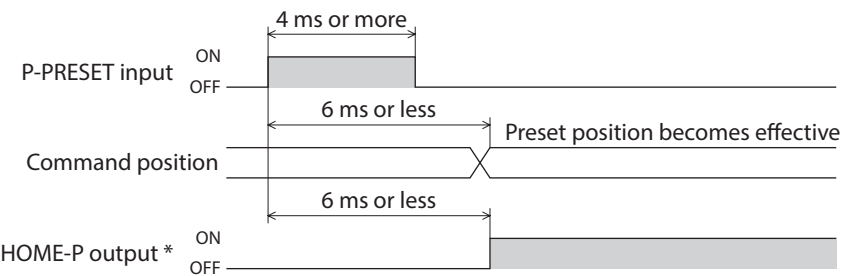 4 ms or more
P-PRESET input
ON
OFF
6 ms or less
Preset position becomes effective
Command position
6 ms or less
HOME-P output *
ON
OFF